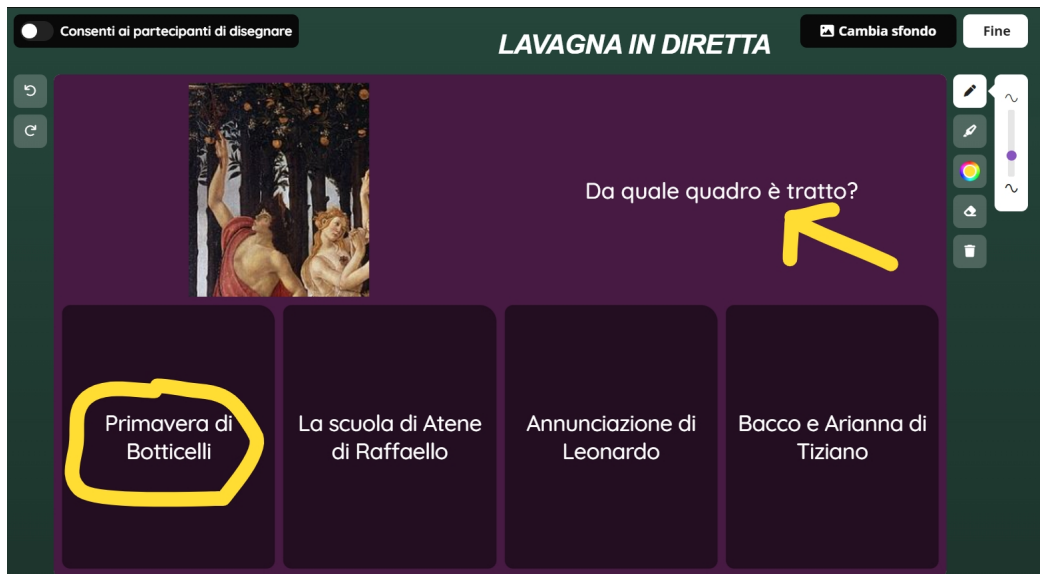 Consenti ai partecipanti di disegnare
LAVAGNA IN DIRETTA
Cambia sfondo
Fine
Da quale quadro è tratto?
Primavera di
Botticelli
La scuola di Atene
di Raffaello
Annunciazione di
Leonardo
Bacco e Arianna di
Tiziano